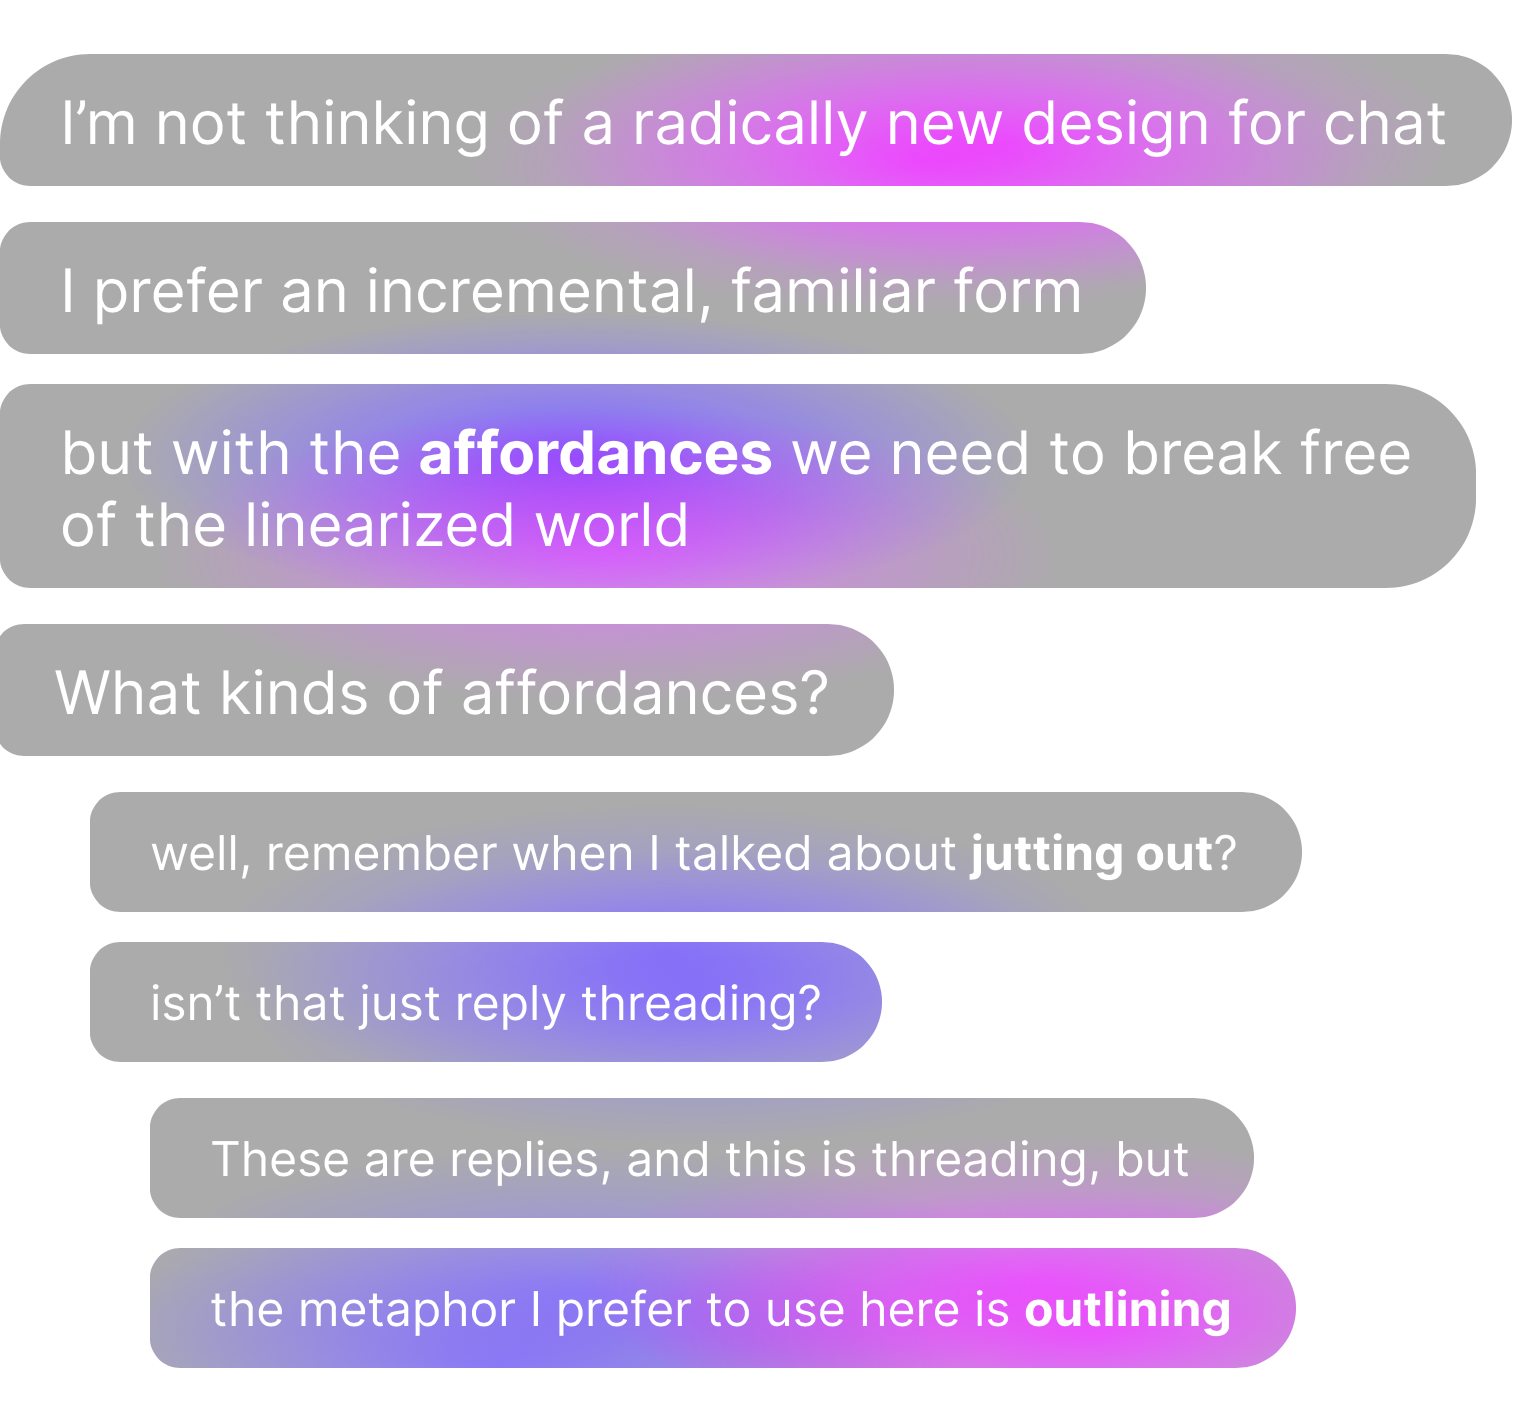 I’m not thinking of a radically new design for chat
I prefer an incremental, familiar form
but with the affordances we need to break free
of the linearized world
What kinds of affordances?
well, remember when I talked about jutting out?
isn’t that just reply threading?
These are replies, and this is threading, but
the metaphor I prefer to use here is outlining